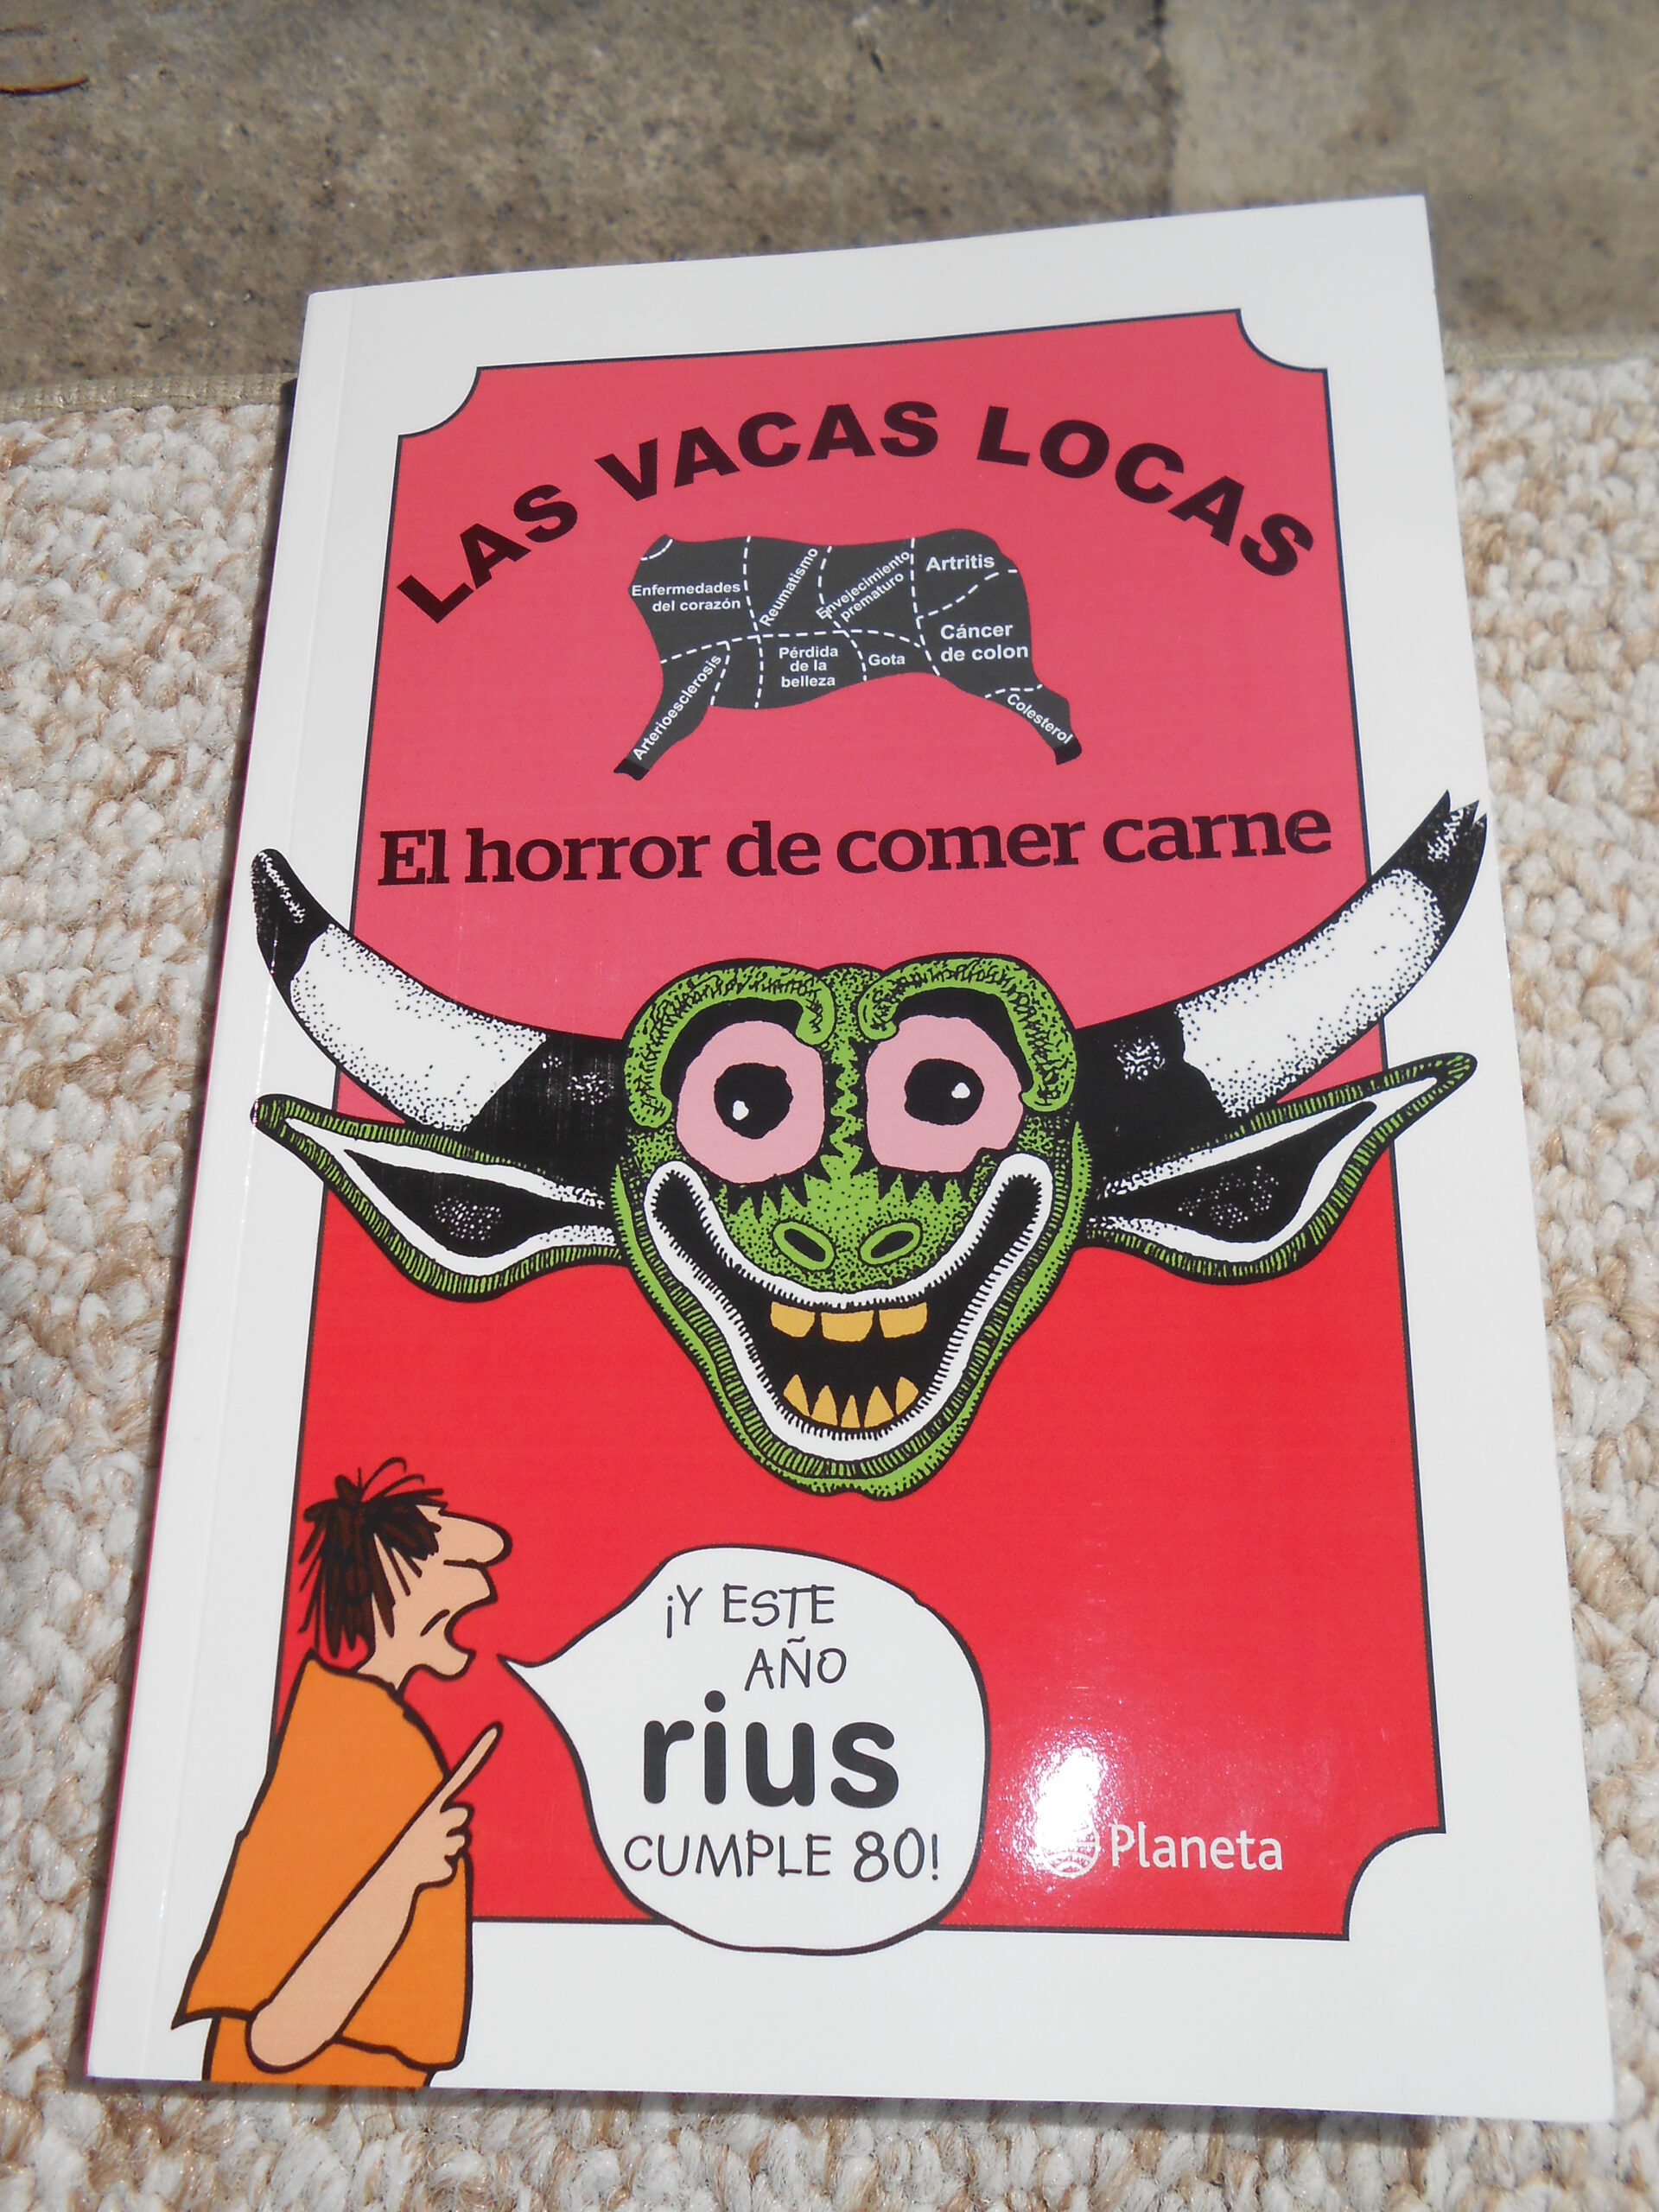 LAS VACAS LOCAS
Enfermedades
del corazón
Reumatismo
Envejecimiento
prematuro
Artritis
Arterioesclerosis
Pérdida
de la
belleza
Gota
Cáncer
de colon
Colesterol
El horror de comer carne
¡Y ESTE
AÑO
rius
CUMPLE 80!
Planeta